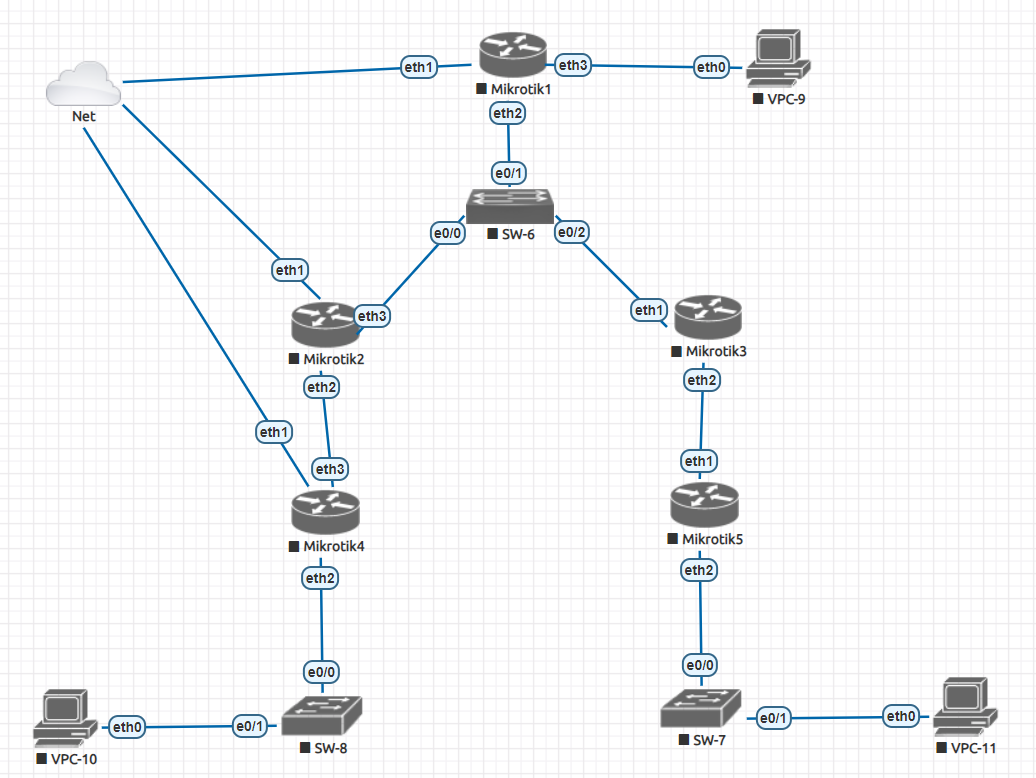 eth1
Mikrotik1
eth3
eth0
VPC-9
Net
eth2
e0/1
SW-6
e0/0
e0/2
eth1
eth3
Mikrotik2
eth1
Mikrotik3
eth2
eth2
eth1
eth3
eth1
Mikrotik4
Mikrotik5
eth2
eth2
e0/0
e0/0
VPC-10
eth0
e0/1
SW-8
SW-7
e0/1
eth0
VPC-11